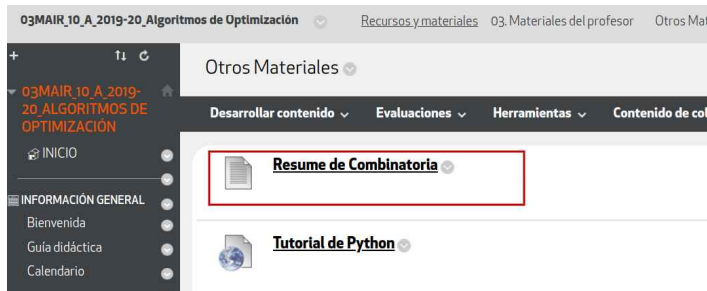 03MAIR_10_A_2019-20_Algoritmos de Optimización Recursos y materiales 03. Materiales del profesor Otros Mat
03MAIR_10_A_2019-
20_ALGORITMOS DE
OPTIMIZACIÓN
INICIO
INFORMACIÓN GENERAL
Bienvenida
Guía didáctica
Calendario
Otros Materiales
Desarrollar contenido Evaluaciones Herramientas Contenido de col
Resume de Combinatoria
Tutorial de Python